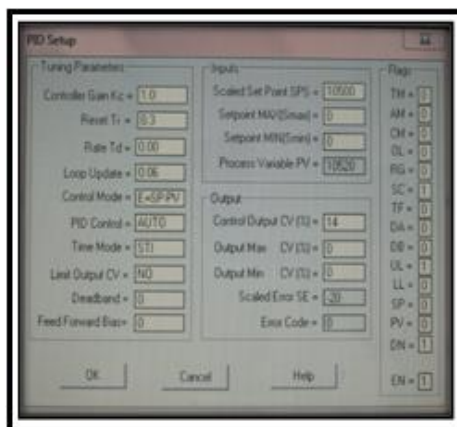 PID Setup
Tuning Parameters
Controller Gain Kc = 1.0
Reset Ti = 0.3
Rate Td = 0.00
Loop Update = 0.06
Control Mode = E=SP-PV
PID Control = AUTO
Time Mode = STI
Limit Output CV = NO
Deadband = 0
Feed Forward Bias= 0
Inputs
Scaled Set Point SPS = 10500
Setpoint MAX(Smax) = 0
Setpoint MIN(Smin) = 0
Process Variable PV = 10520
Output
Control Output CV (%) = 14
Output Max CV (%) = 0
Output Min CV (%) = 0
Scaled Error SE = -20
Error Code = 0
Flags
TM = 0
AM = 0
CM = 0
OL = 0
RG = 0
SC = 1
TF = 0
DA = 0
DB = 0
UL = 1
LL = 0
SP = 0
PV = 0
DN = 1
EN = 1
OK
Cancel
Help